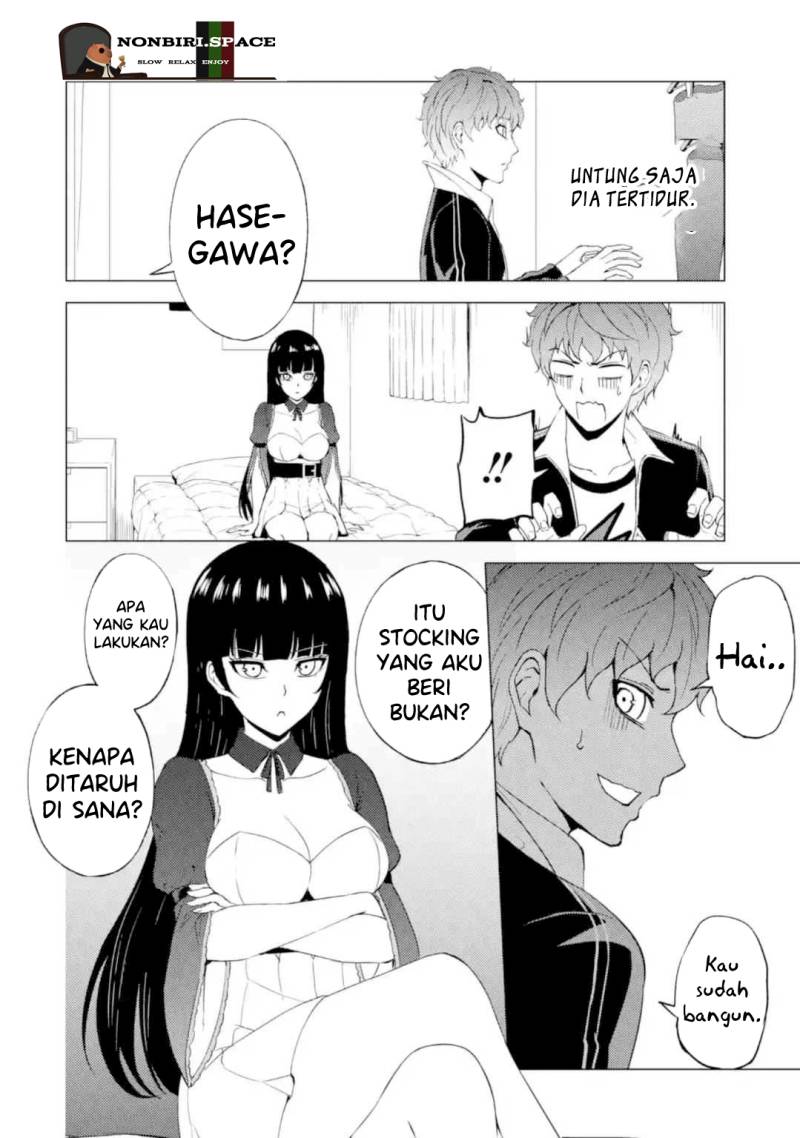 NONBIRI.SPACE
SLOW RELAX ENJOY
UNTUNG SAJA
DIA TERTIDUR.
HASE-
GAWA?
!!
Hai..
Kau
sudah
bangun.
ITU
STOCKING
YANG AKU
BERI
BUKAN?
APA
YANG KAU
LAKUKAN?
KENAPA
DITARUH
DI SANA?